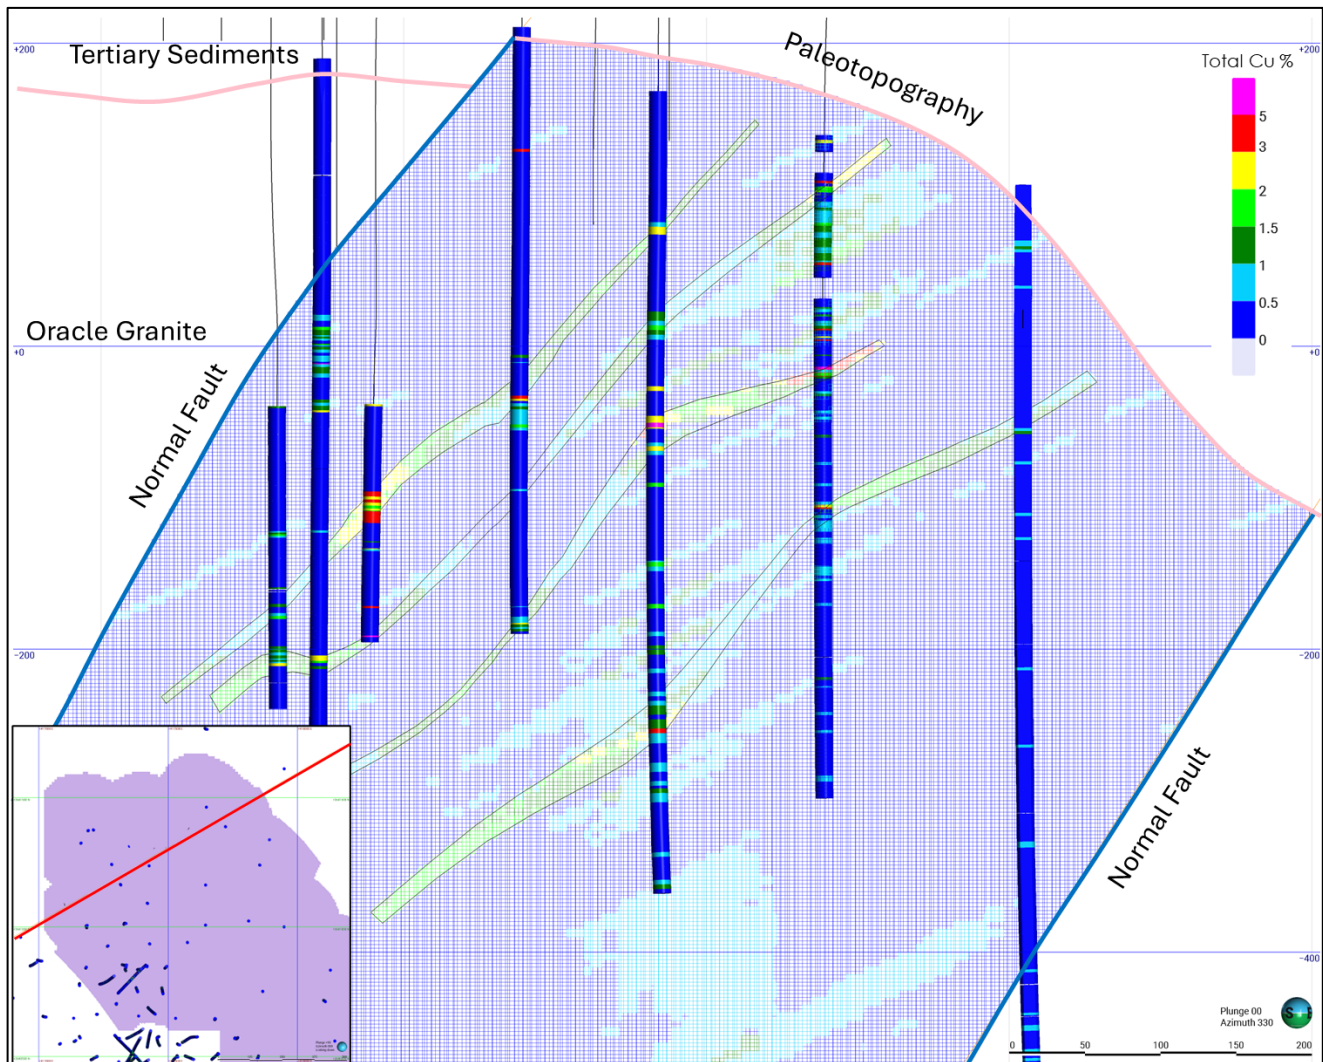 +200
Tertiary Sediments
Paleotopography
+200
Total Cu %
5
3
2
1.5
1
0.5
0
Oracle Granite
+0
+0
Normal Fault
-200
-200
Normal Fault
-400
Plunge 00
Azimuth 330
0
50
100
150
200